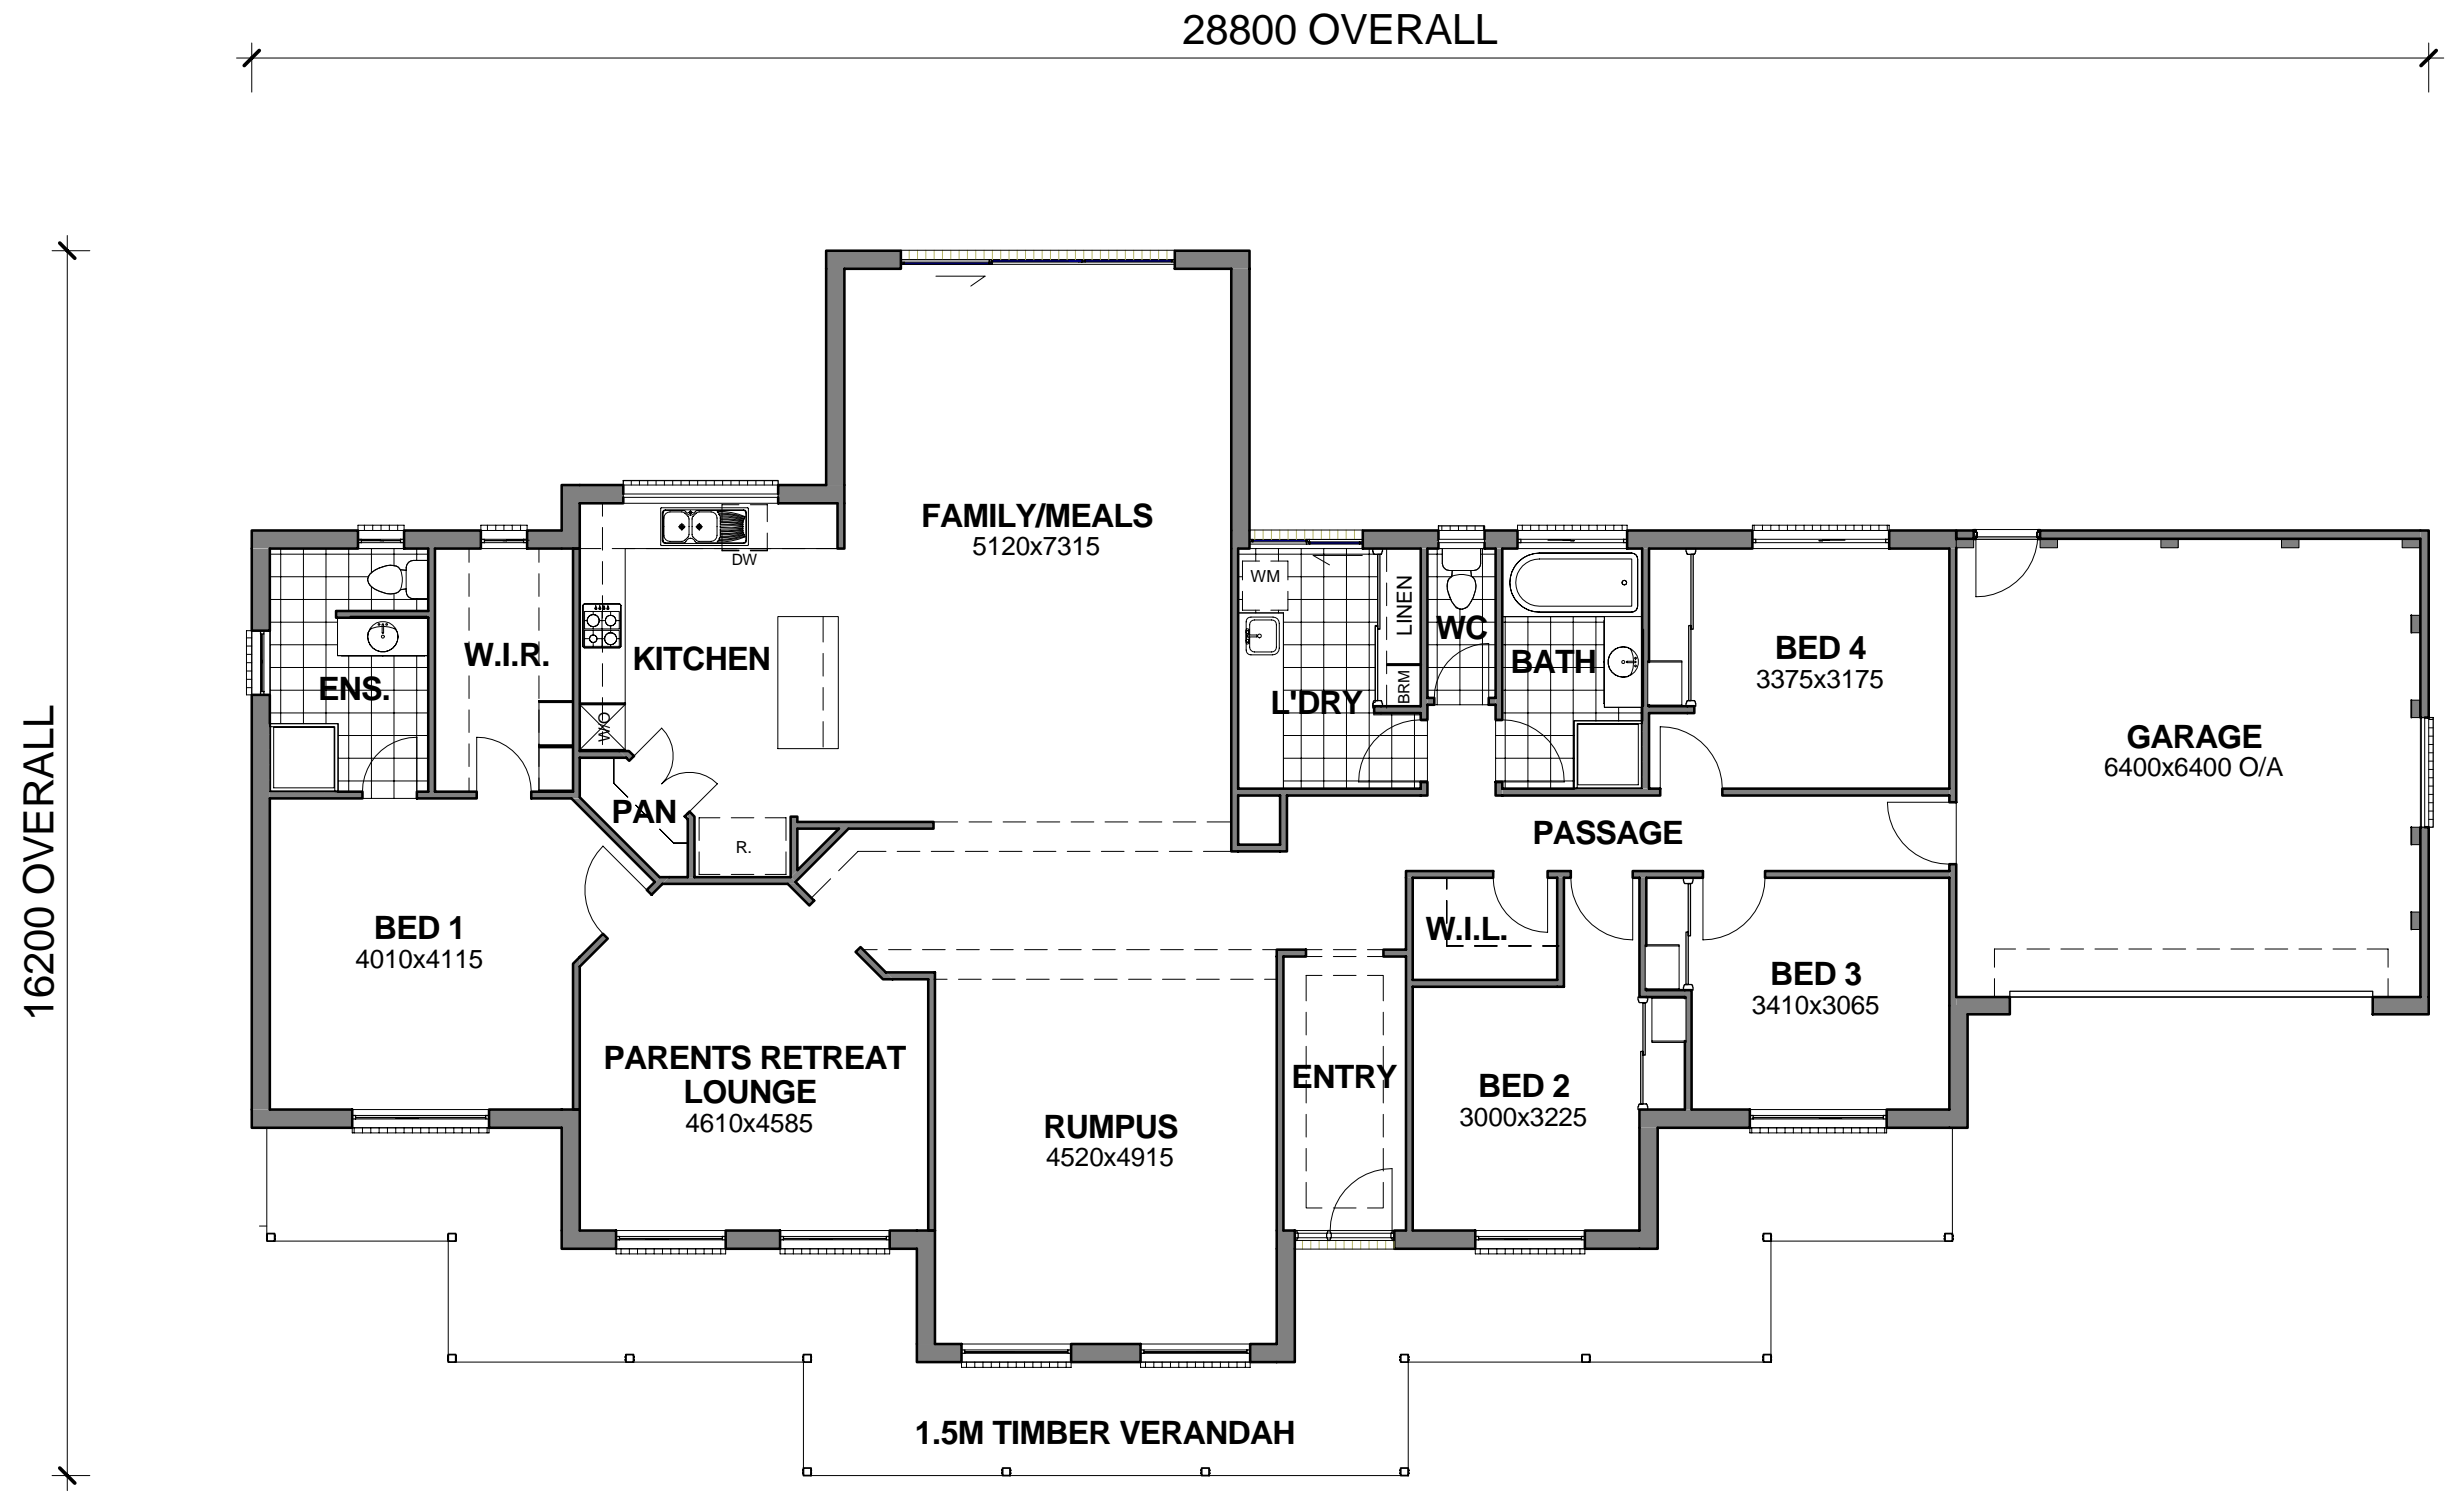 28800 OVERALL
16200 OVERALL
FAMILY/MEALS
5120x7315
DW
KITCHEN
W/O
PAN
R.
W.I.R.
ENS.
WM
L'DRY
LINEN
BRM
WC
BATH
BED 4
3375x3175
GARAGE
6400x6400 O/A
PASSAGE
BED 1
4010x4115
W.I.L.
BED 3
3410x3065
PARENTS RETREAT
LOUNGE
4610x4585
RUMPUS
4520x4915
ENTRY
BED 2
3000x3225
1.5M TIMBER VERANDAH